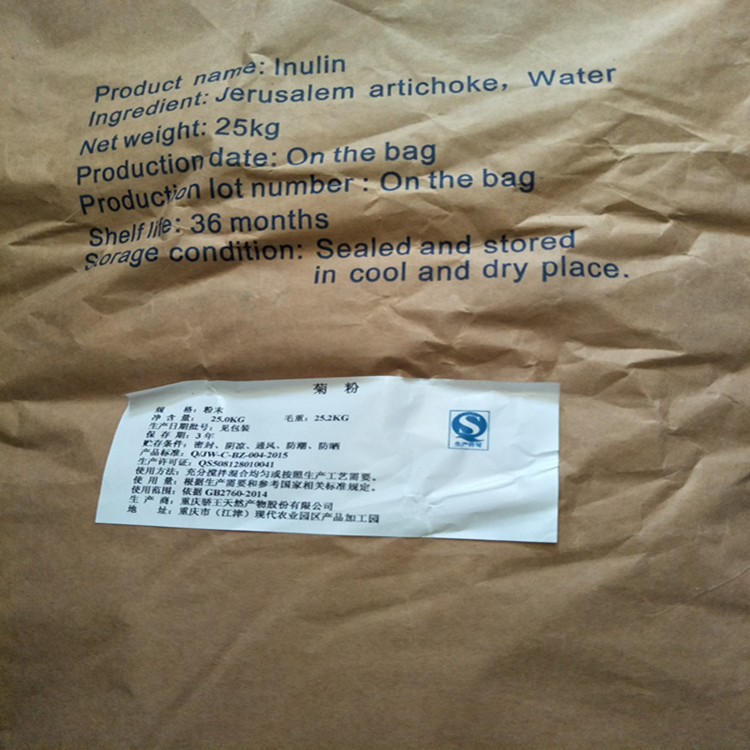 Product name: Inulin
Ingredient: Jerusalem artichoke, Water
Net weight: 25kg
Production date: On the bag
Production lot number : On the bag
Shelf life: 36 months
Storage condition: Sealed and stored
in cool and dry place.
菊 粉
规 格：粉末
净 含 量： 25.0KG 毛重：25.2KG
生产日期批号：见包装
保 存 期：3 年
贮存条件：密封、阴凉、通风、防潮、防晒
产品标准：Q/JW-C-BZ-004-2015
生产许可证：QS508128010041
使用方法：充分搅拌混合均匀或按照生产工艺需要。
使 用 量：根据生产需要和参考国家相关标准规定。
使用范围：依据 GB2760-2014
生 产 商：重庆骄王天然产物股份有限公司
地 址：重庆市（江津）现代农业园区产品加工园
QS
生产许可